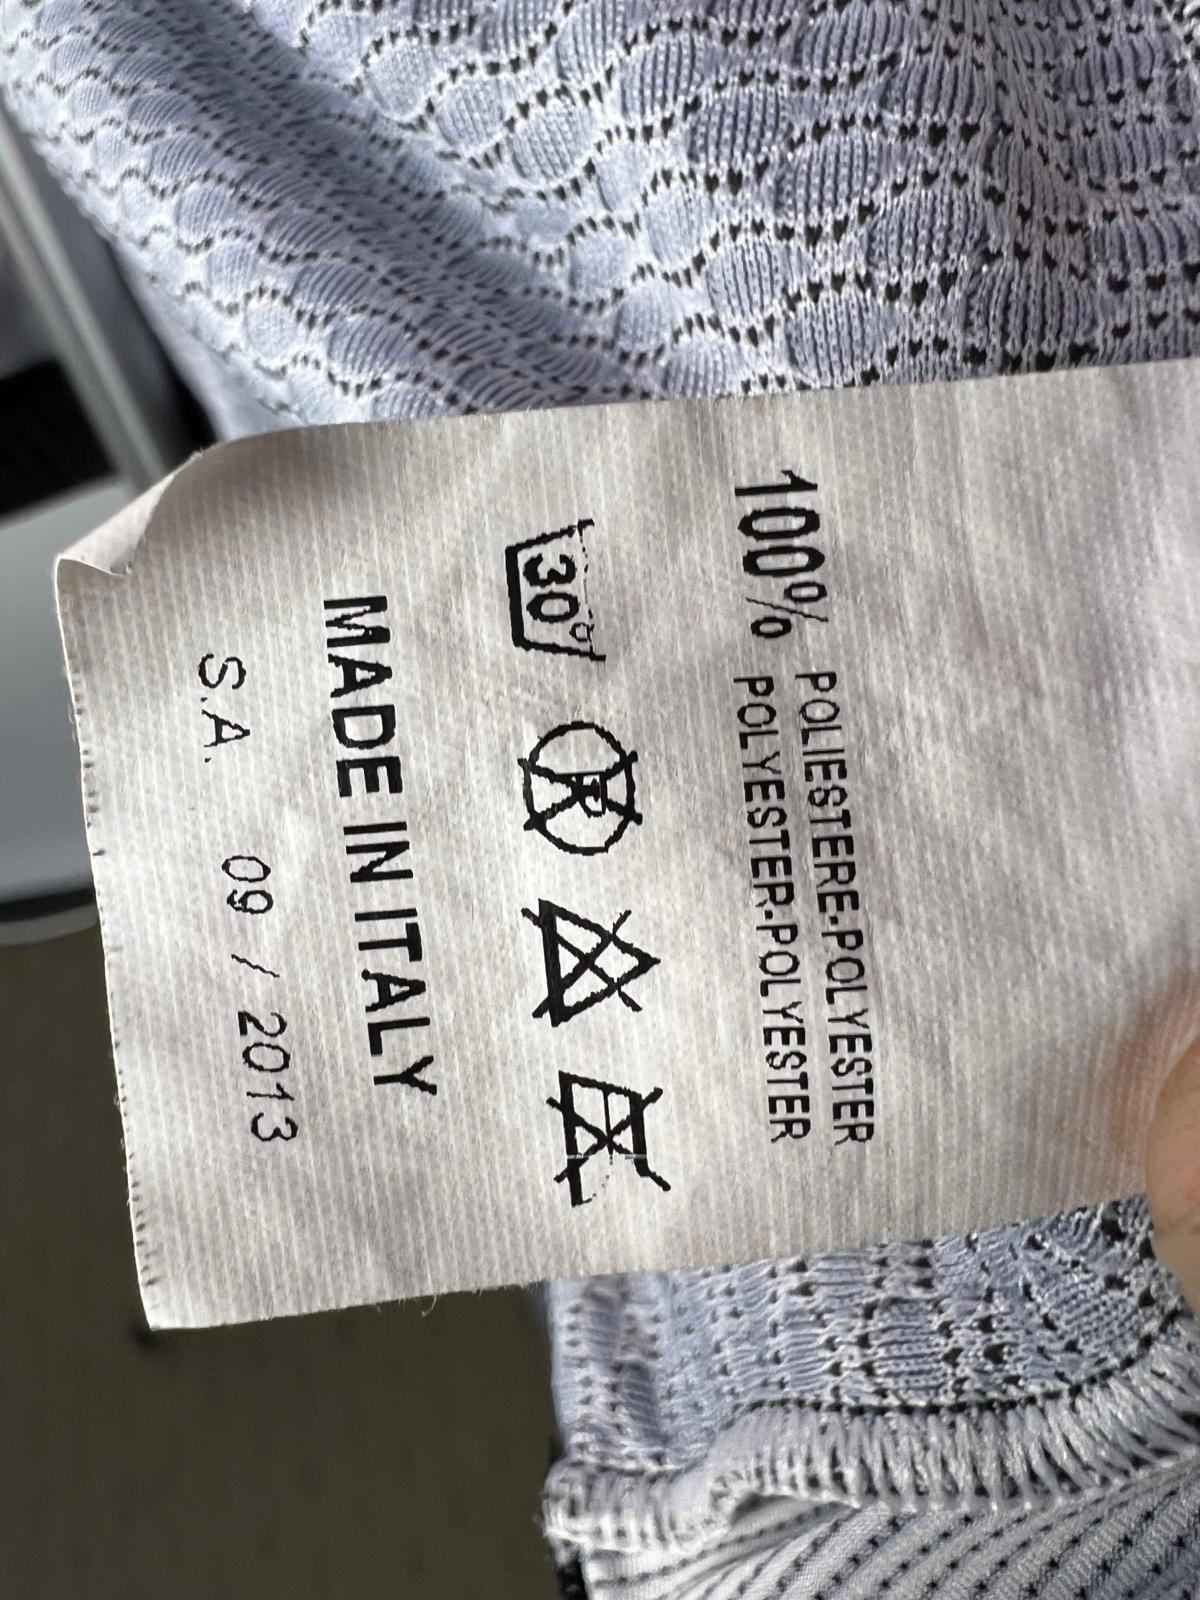 100% POLIESTERE-POLYESTER
POLYESTER-POLYESTER
30°
P
MADE IN ITALY
S.A. 09 / 2013